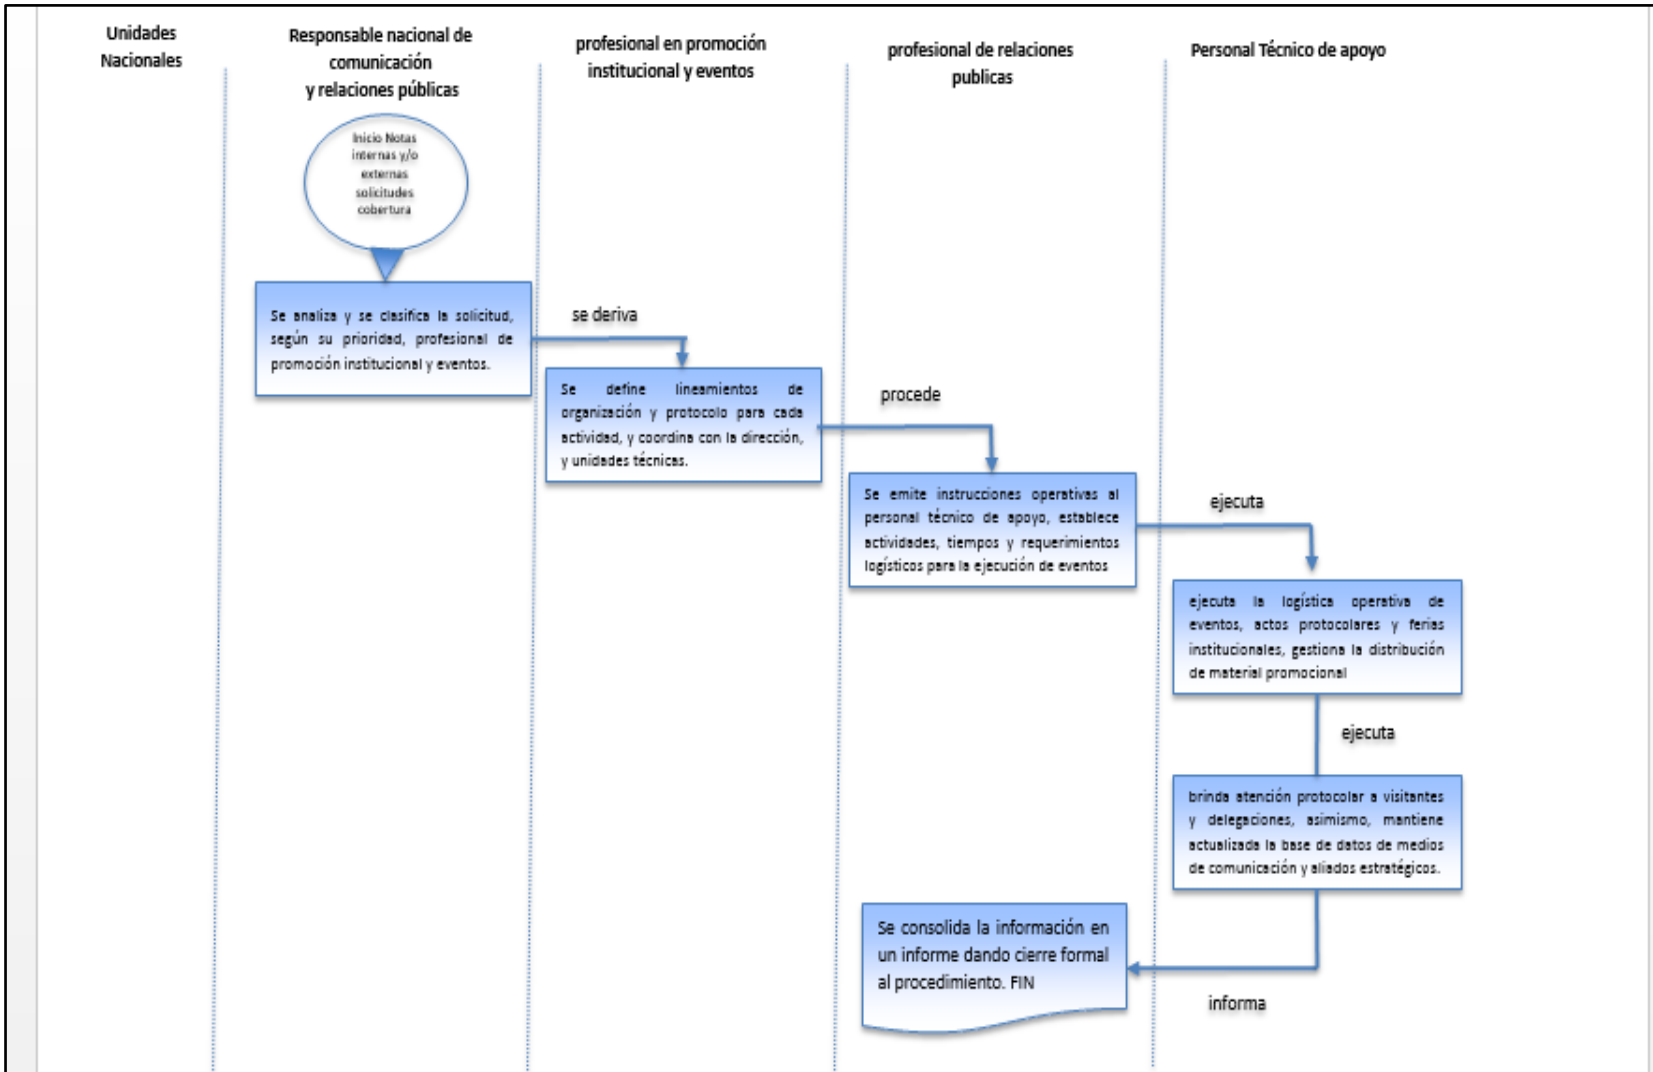 Unidades
Nacionales
Responsable nacional de
comunicación
y relaciones públicas
profesional en promoción
institucional y eventos
profesional de relaciones
publicas
Personal Técnico de apoyo
Inicio Notas
internas y/o
externas
solicitudes
cobertura
Se analiza y se clasifica la solicitud,
según su prioridad, profesional de
promoción institucional y eventos.
se deriva
Se define lineamientos de
organización y protocolo para cada
actividad, y coordina con la dirección,
y unidades técnicas.
procede
Se emite instrucciones operativas al
personal técnico de apoyo, establece
actividades, tiempos y requerimientos
logísticos para la ejecución de eventos
ejecuta
ejecuta la logística operativa de
eventos, actos protocolares y ferias
institucionales, gestiona la distribución
de material promocional
ejecuta
brinda atención protocolar a visitantes
y delegaciones, asimismo, mantiene
actualizada la base de datos de medios
de comunicación y aliados estratégicos.
Se consolida la información en
un informe dando cierre formal
al procedimiento. FIN
informa